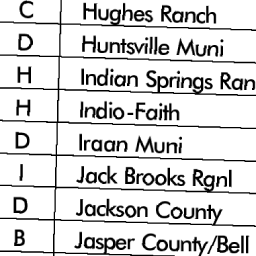 C Hughes Ranch
D Huntsville Muni
H Indian Springs Ran
H Indio-Faith
D Iraan Muni
I Jack Brooks Rgnl
D Jackson County
B Jasper County/Bell